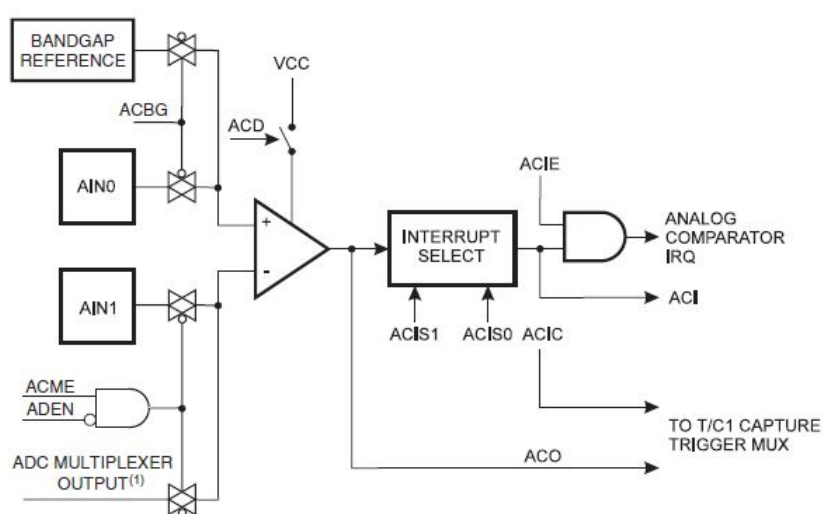 BANDGAP
REFERENCE
VCC
ACBG
ACD
AIN0
ACIE
+
-
INTERRUPT
SELECT
ANALOG
COMPARATOR
IRQ
AIN1
ACI
ACIS1
ACIS0
ACIC
ACME
ADEN
TO T/C1 CAPTURE
TRIGGER MUX
ADC MULTIPLEXER
OUTPUT(1)
ACO